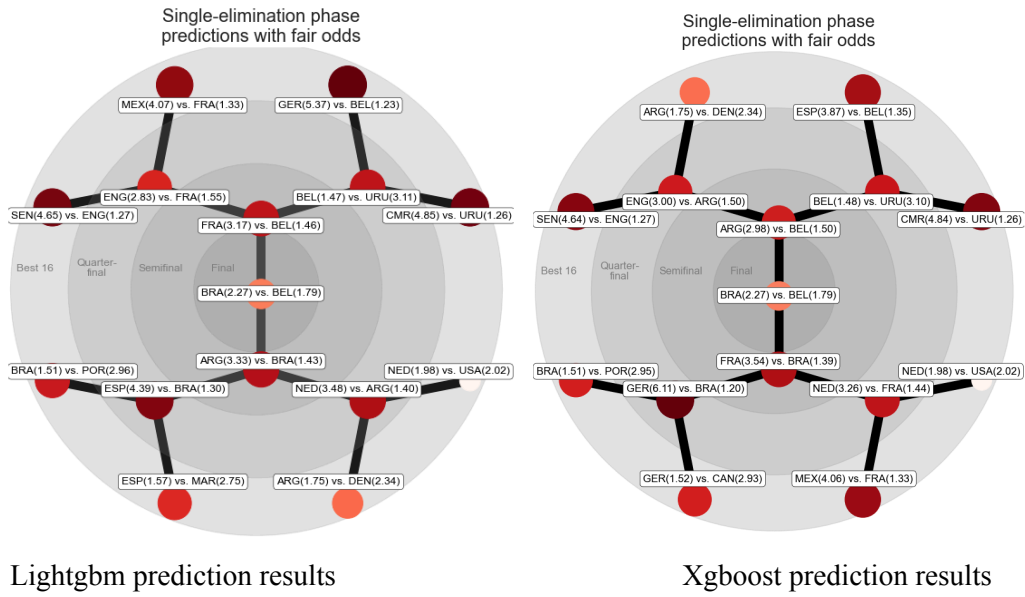 Single-elimination phase
predictions with fair odds
MEX(4.07) vs. FRA(1.33)
GER(5.37) vs. BEL(1.23)
ENG(2.83) vs. FRA(1.55)
BEL(1.47) vs. URU(3.11)
SEN(4.65) vs. ENG(1.27)
CMR(4.85) vs. URU(1.26)
FRA(3.17) vs. BEL(1.46)
Best 16
Quarter-
final
Semifinal
Final
BRA(2.27) vs. BEL(1.79)
ARG(3.33) vs. BRA(1.43)
BRA(1.51) vs. POR(2.96)
NED(1.98) vs. USA(2.02)
ESP(4.39) vs. BRA(1.30)
NED(3.48) vs. ARG(1.40)
ESP(1.57) vs. MAR(2.75)
ARG(1.75) vs. DEN(2.34)
Lightgbm prediction results
Single-elimination phase
predictions with fair odds
ARG(1.75) vs. DEN(2.34)
ESP(3.87) vs. BEL(1.35)
ENG(3.00) vs. ARG(1.50)
BEL(1.48) vs. URU(3.10)
SEN(4.64) vs. ENG(1.27)
CMR(4.84) vs. URU(1.26)
ARG(2.98) vs. BEL(1.50)
Best 16
Quarter-
final
Semifinal
Final
BRA(2.27) vs. BEL(1.79)
FRA(3.54) vs. BRA(1.39)
BRA(1.51) vs. POR(2.95)
NED(1.98) vs. USA(2.02)
GER(6.11) vs. BRA(1.20)
NED(3.26) vs. FRA(1.44)
GER(1.52) vs. CAN(2.93)
MEX(4.06) vs. FRA(1.33)
Xgboost prediction results